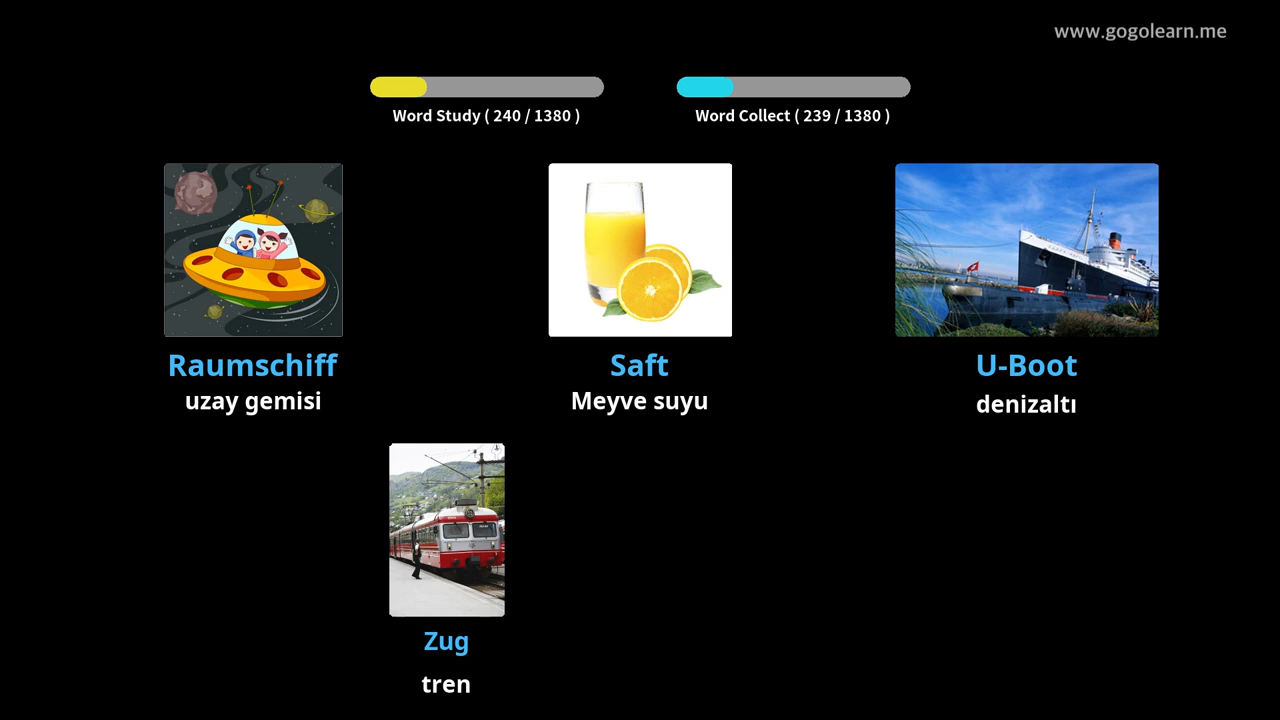 www.gogolearn.me
Word Study ( 240 / 1380 )
Word Collect ( 239 / 1380 )
Raumschiff
uzay gemisi
Saft
Meyve suyu
U-Boot
denizaltı
Zug
tren